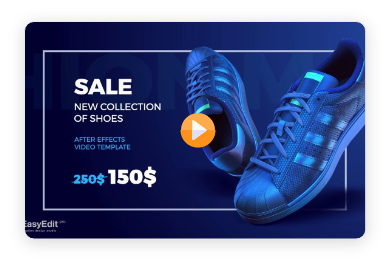 SALE
NEW COLLECTION
OF SHOES
AFTER EFFECTS
VIDEO TEMPLATE
250$ 150$
EasyEdit